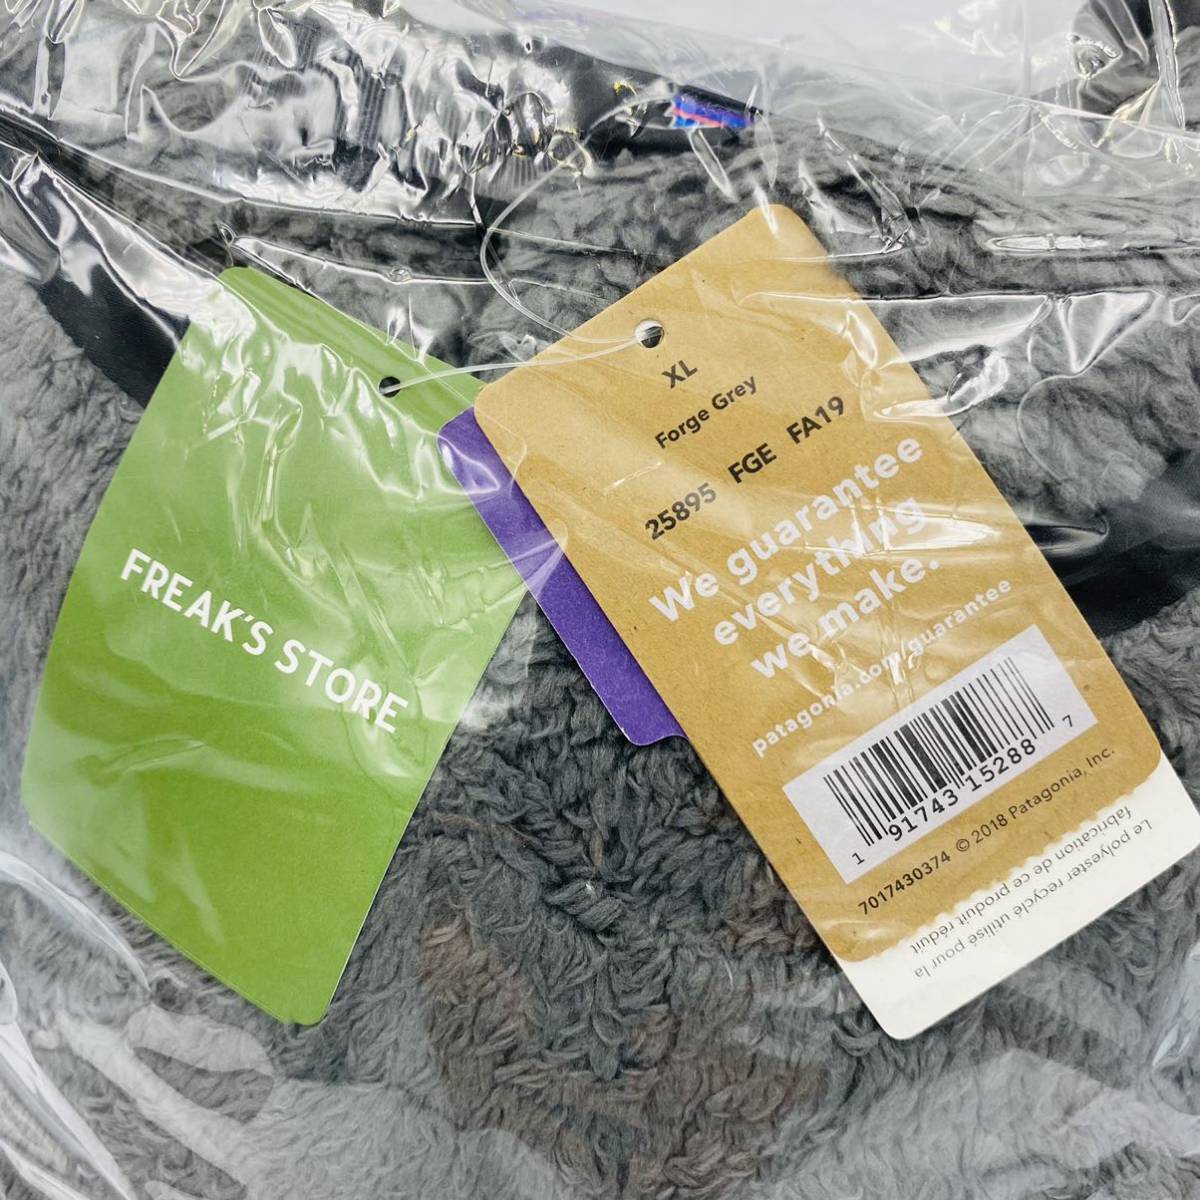 FREAK'S STORE
XL
Forge Grey
25895 FGE FA19
We guarantee
everything
we make.
patagonia.com/guarantee
1 91743 15288 7
7017430374 © 2018 Patagonia, Inc.
Le polyester recyclé utilisé pour la
fabrication de ce produit réduit